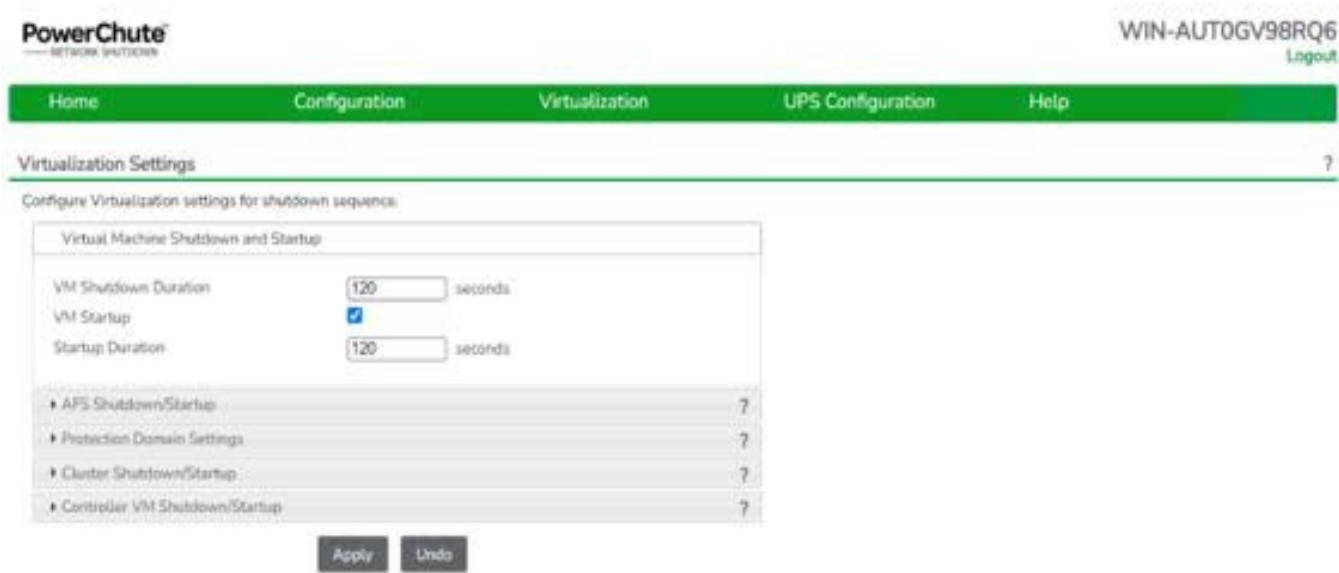 PowerChute
NETWORK SHUTDOWN
WIN-AUT0GV98RQ6
Logout
Home Configuration Virtualization UPS Configuration Help
Virtualization Settings ?
Configure Virtualization settings for shutdown sequence.
Virtual Machine Shutdown and Startup
VM Shutdown Duration 120 seconds
VM Startup
Startup Duration 120 seconds
AFS Shutdown/Startup ?
Protection Domain Settings ?
Cluster Shutdown/Startup ?
Controller VM Shutdown/Startup ?
Apply Undo